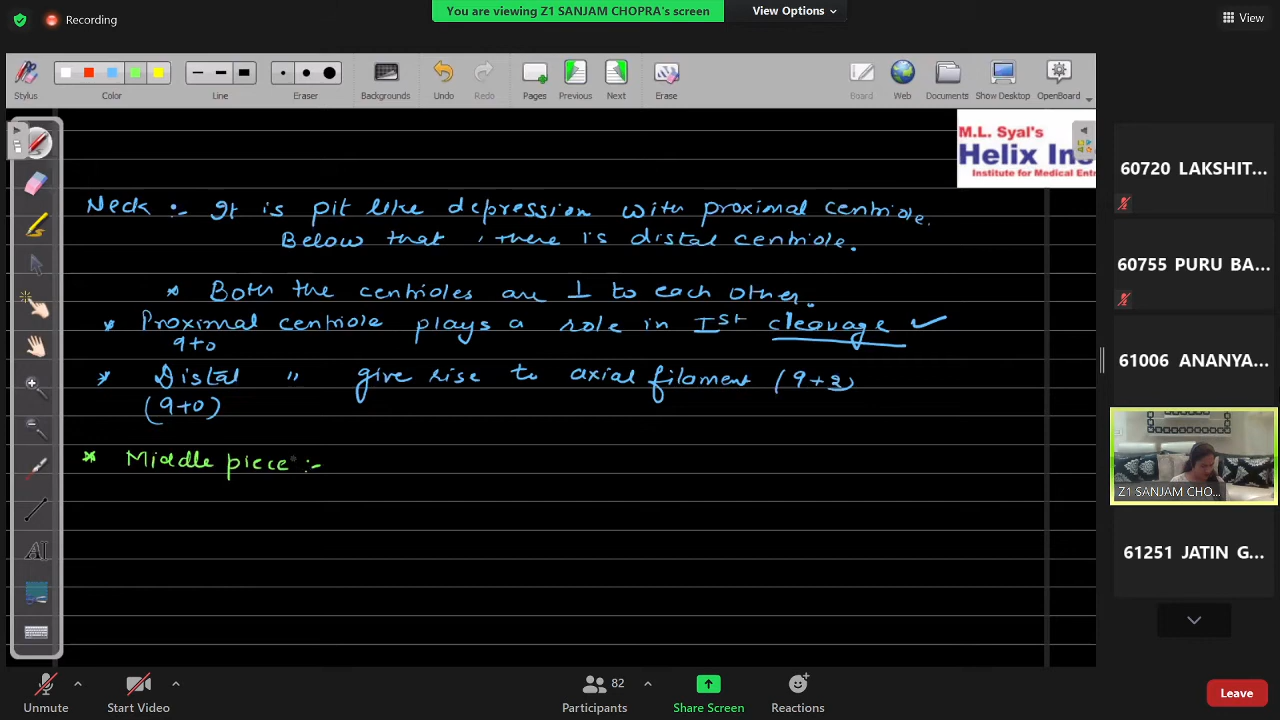 Recording
You are viewing Z1 SANJAM CHOPRA's screen
View Options
View
Stylus
Color
Line
Eraser
Backgrounds
Undo
Redo
Pages
Previous
Next
Erase
Board
Web
Documents
Show Desktop
OpenBoard
M.L. Syal's
Helix Ins
Institute for Medical Entr
Neck :- It is pit like depression with proximal centriole.
Below that, there is distal centriole.
* Both the centrioles are ⊥ to each other.
* Proximal centriole plays a role in Ist cleavage ✓
9+0
* Distal " give rise to axial filament (9+2)
(9+0)
* Middle piece :-
60720 LAKSHIT...
60755 PURU BA...
61006 ANANYA...
Z1 SANJAM CHO...
61251 JATIN G...
Unmute
Start Video
82
Participants
Share Screen
Reactions
Leave